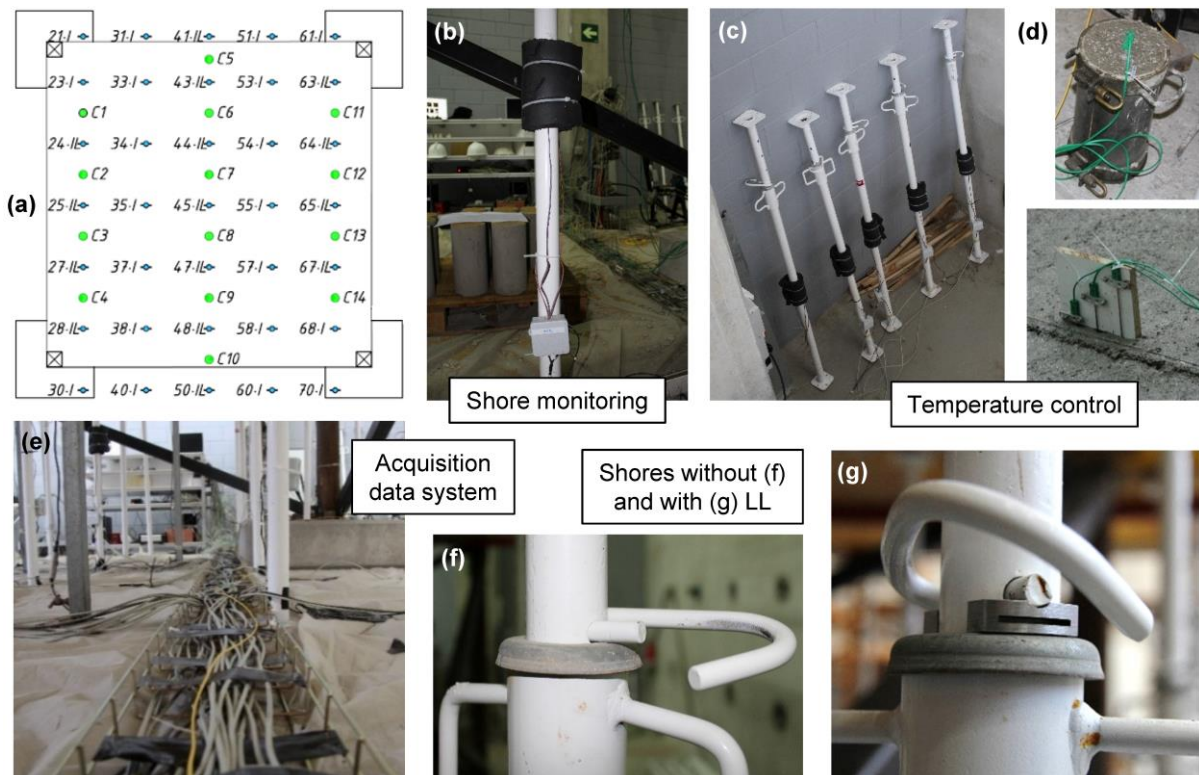 (a)
21·I 31·I 41·IL 51·I 61·I
C5
23·I 33·I 43·IL 53·I 63·IL
C1 C6 C11
24·IL 34·I 44·IL 54·I 64·IL
C2 C7 C12
25·IL 35·I 45·IL 55·I 65·IL
C3 C8 C13
27·IL 37·I 47·IL 57·I 67·IL
C4 C9 C14
28·IL 38·I 48·IL 58·I 68·I
C10
30·I 40·I 50·IL 60·I 70·I
(b)
Shore monitoring
(c)
(d)
Temperature control
(e)
Acquisition
data system
Shores without (f)
and with (g) LL
(f)
(g)